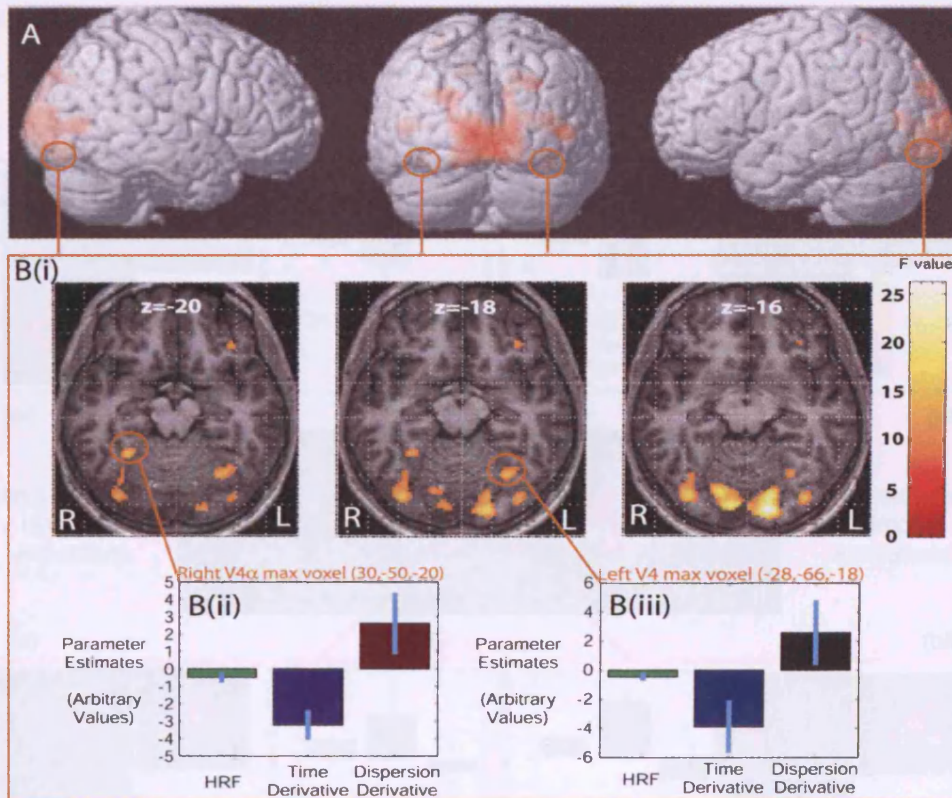 A
B(i)
F value
z=-20
z=-18
z=-16
25
20
15
10
5
0
R
L
R
L
R
L
Right V4α max voxel (30,-50,-20)
B(ii)
Parameter
Estimates
(Arbitrary
Values)
5
4
3
2
1
0
-1
-2
-3
-4
-5
HRF
Time
Derivative
Dispersion
Derivative
Left V4 max voxel (-28,-66,-18)
B(iii)
Parameter
Estimates
(Arbitrary
Values)
6
4
2
0
-2
-4
-6
HRF
Time
Derivative
Dispersion
Derivative